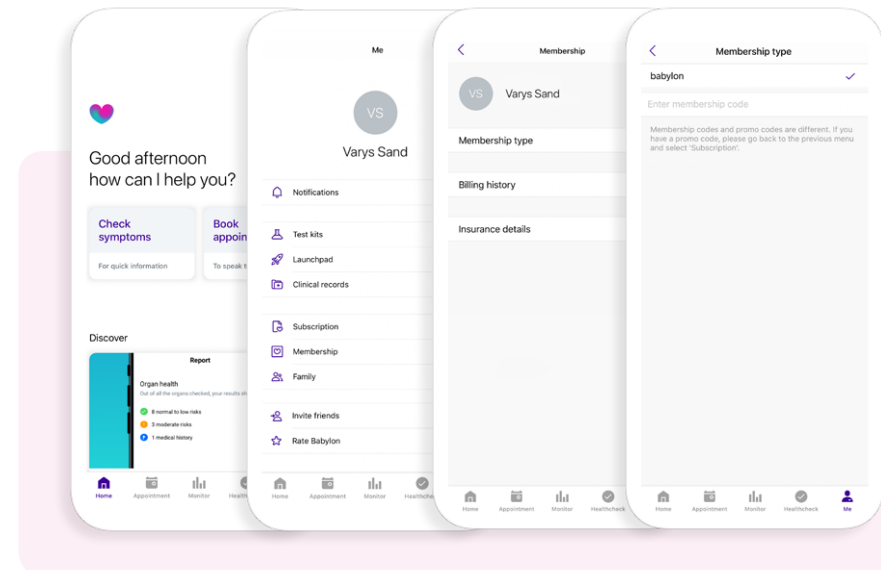 Good afternoon
how can I help you?
Check
symptoms
For quick information
Book
appoin
To speak t
Discover
Report
Organ health
Out of all the organs checked, your results sh
8 normal to low risks
3 moderate risks
1 medical history
Home
Appointment
Monitor
Health
Me
VS
Varys Sand
Notifications
Test kits
Launchpad
Clinical records
Subscription
Membership
Family
Invite friends
Rate Babylon
Home
Appointment
Monitor
Healthche
Membership
VS
Varys Sand
Membership type
Billing history
Insurance details
Home
Appointment
Monitor
Healthcheck
Membership type
babylon
Enter membership code
Membership codes and promo codes are different. If you
have a promo code, please go back to the previous menu
and select 'Subscription'.
Home
Appointment
Monitor
Healthcheck
Me